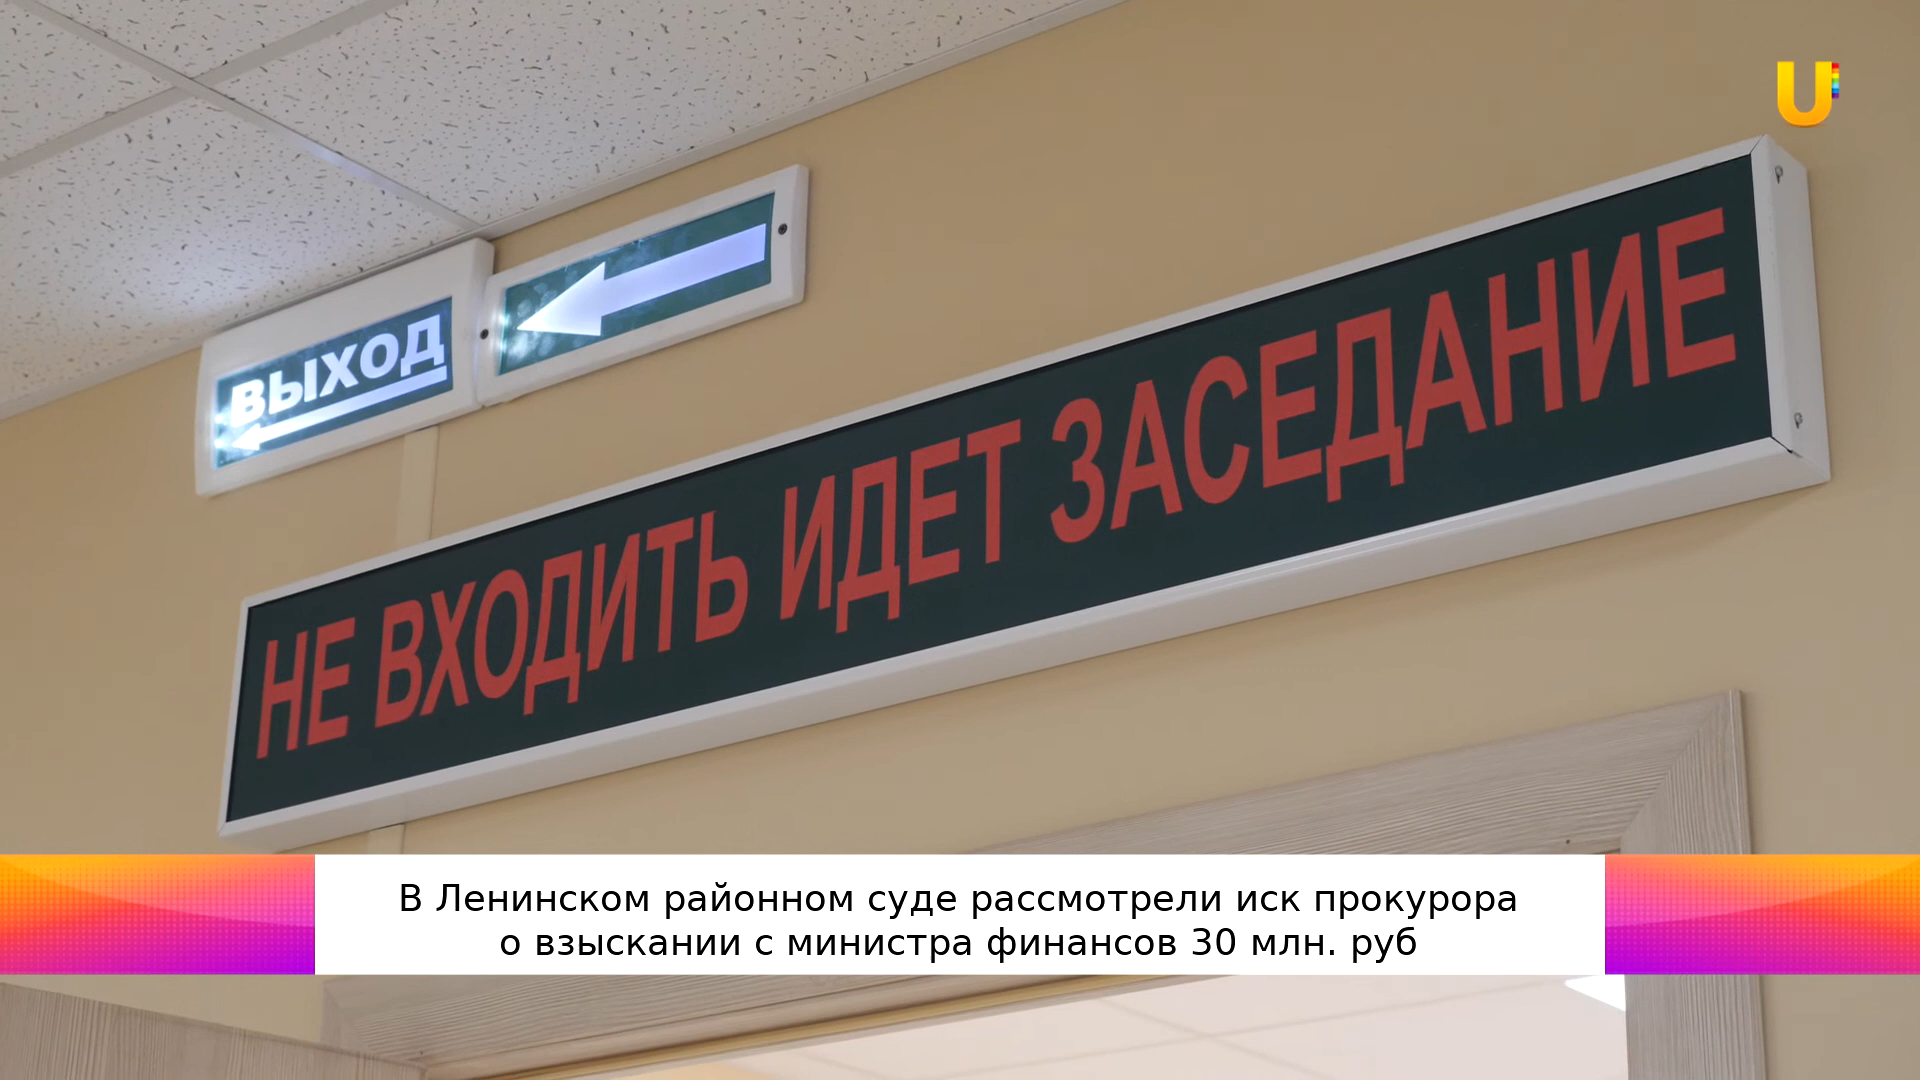 U
ВЫХОД
НЕ ВХОДИТЬ ИДЕТ ЗАСЕДАНИЕ
В Ленинском районном суде рассмотрели иск прокурора
о взыскании с министра финансов 30 млн. руб